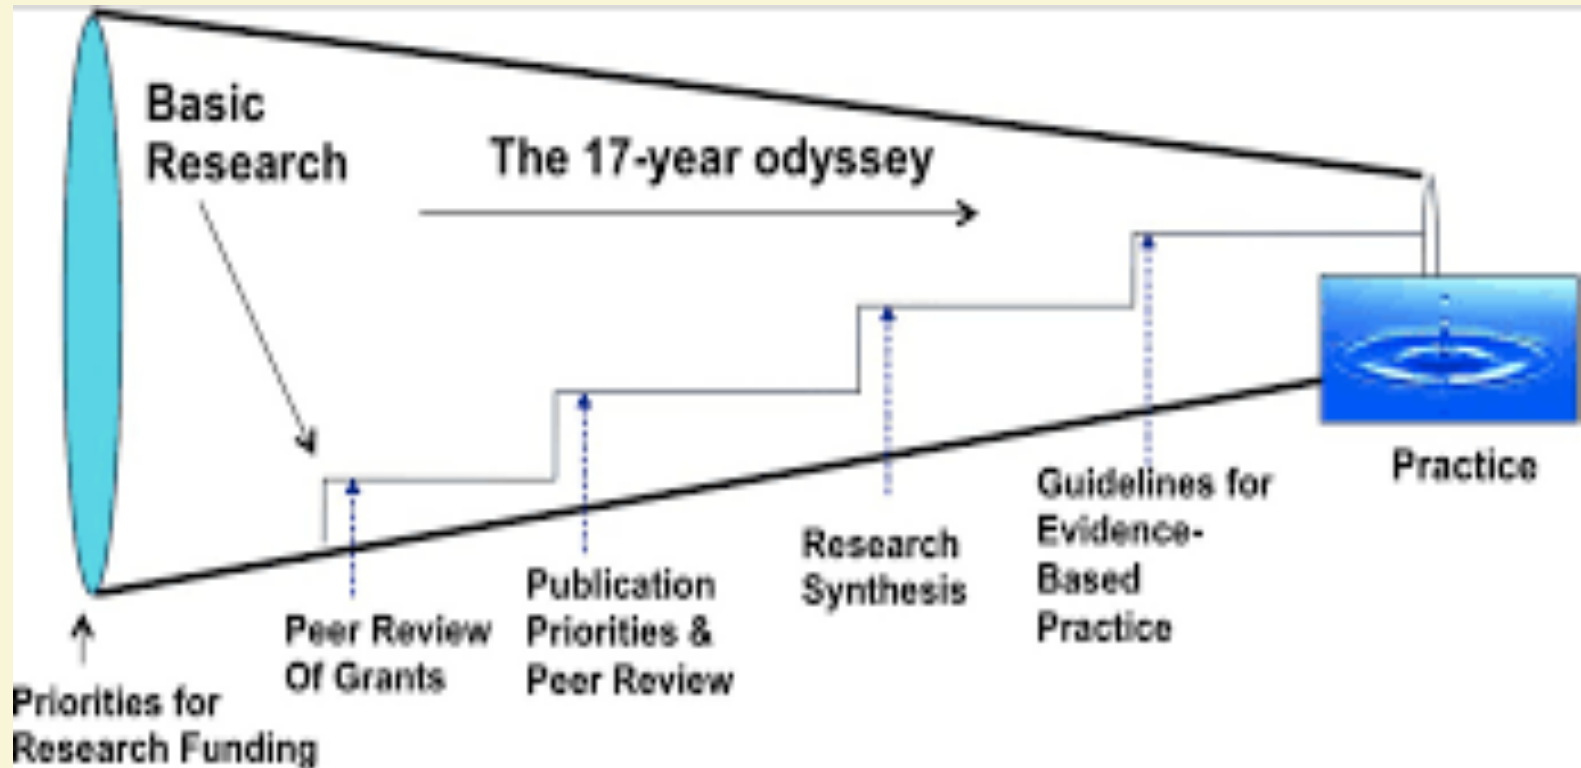 Basic
Research
The 17-year odyssey
Practice
Guidelines for
Evidence-
Based
Practice
Research
Synthesis
Publication
Priorities &
Peer Review
Peer Review
Of Grants
Priorities for
Research Funding